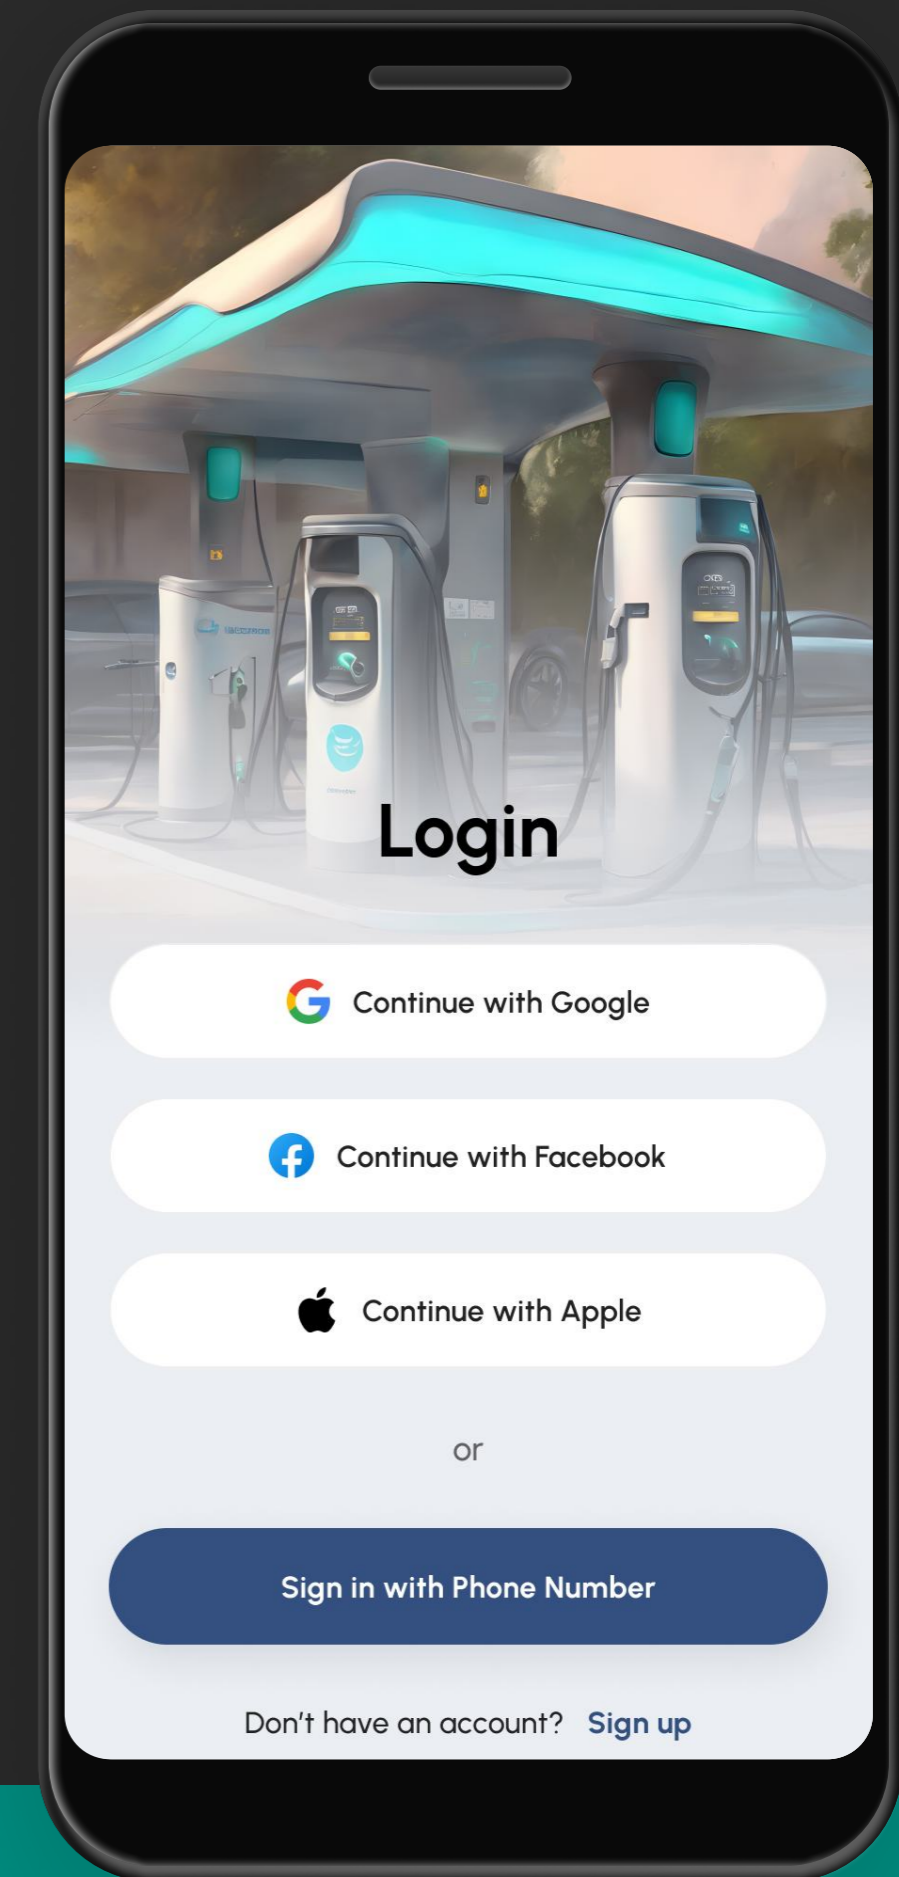 Login
Continue with Google
Continue with Facebook
Continue with Apple
or
Sign in with Phone Number
Don't have an account? Sign up